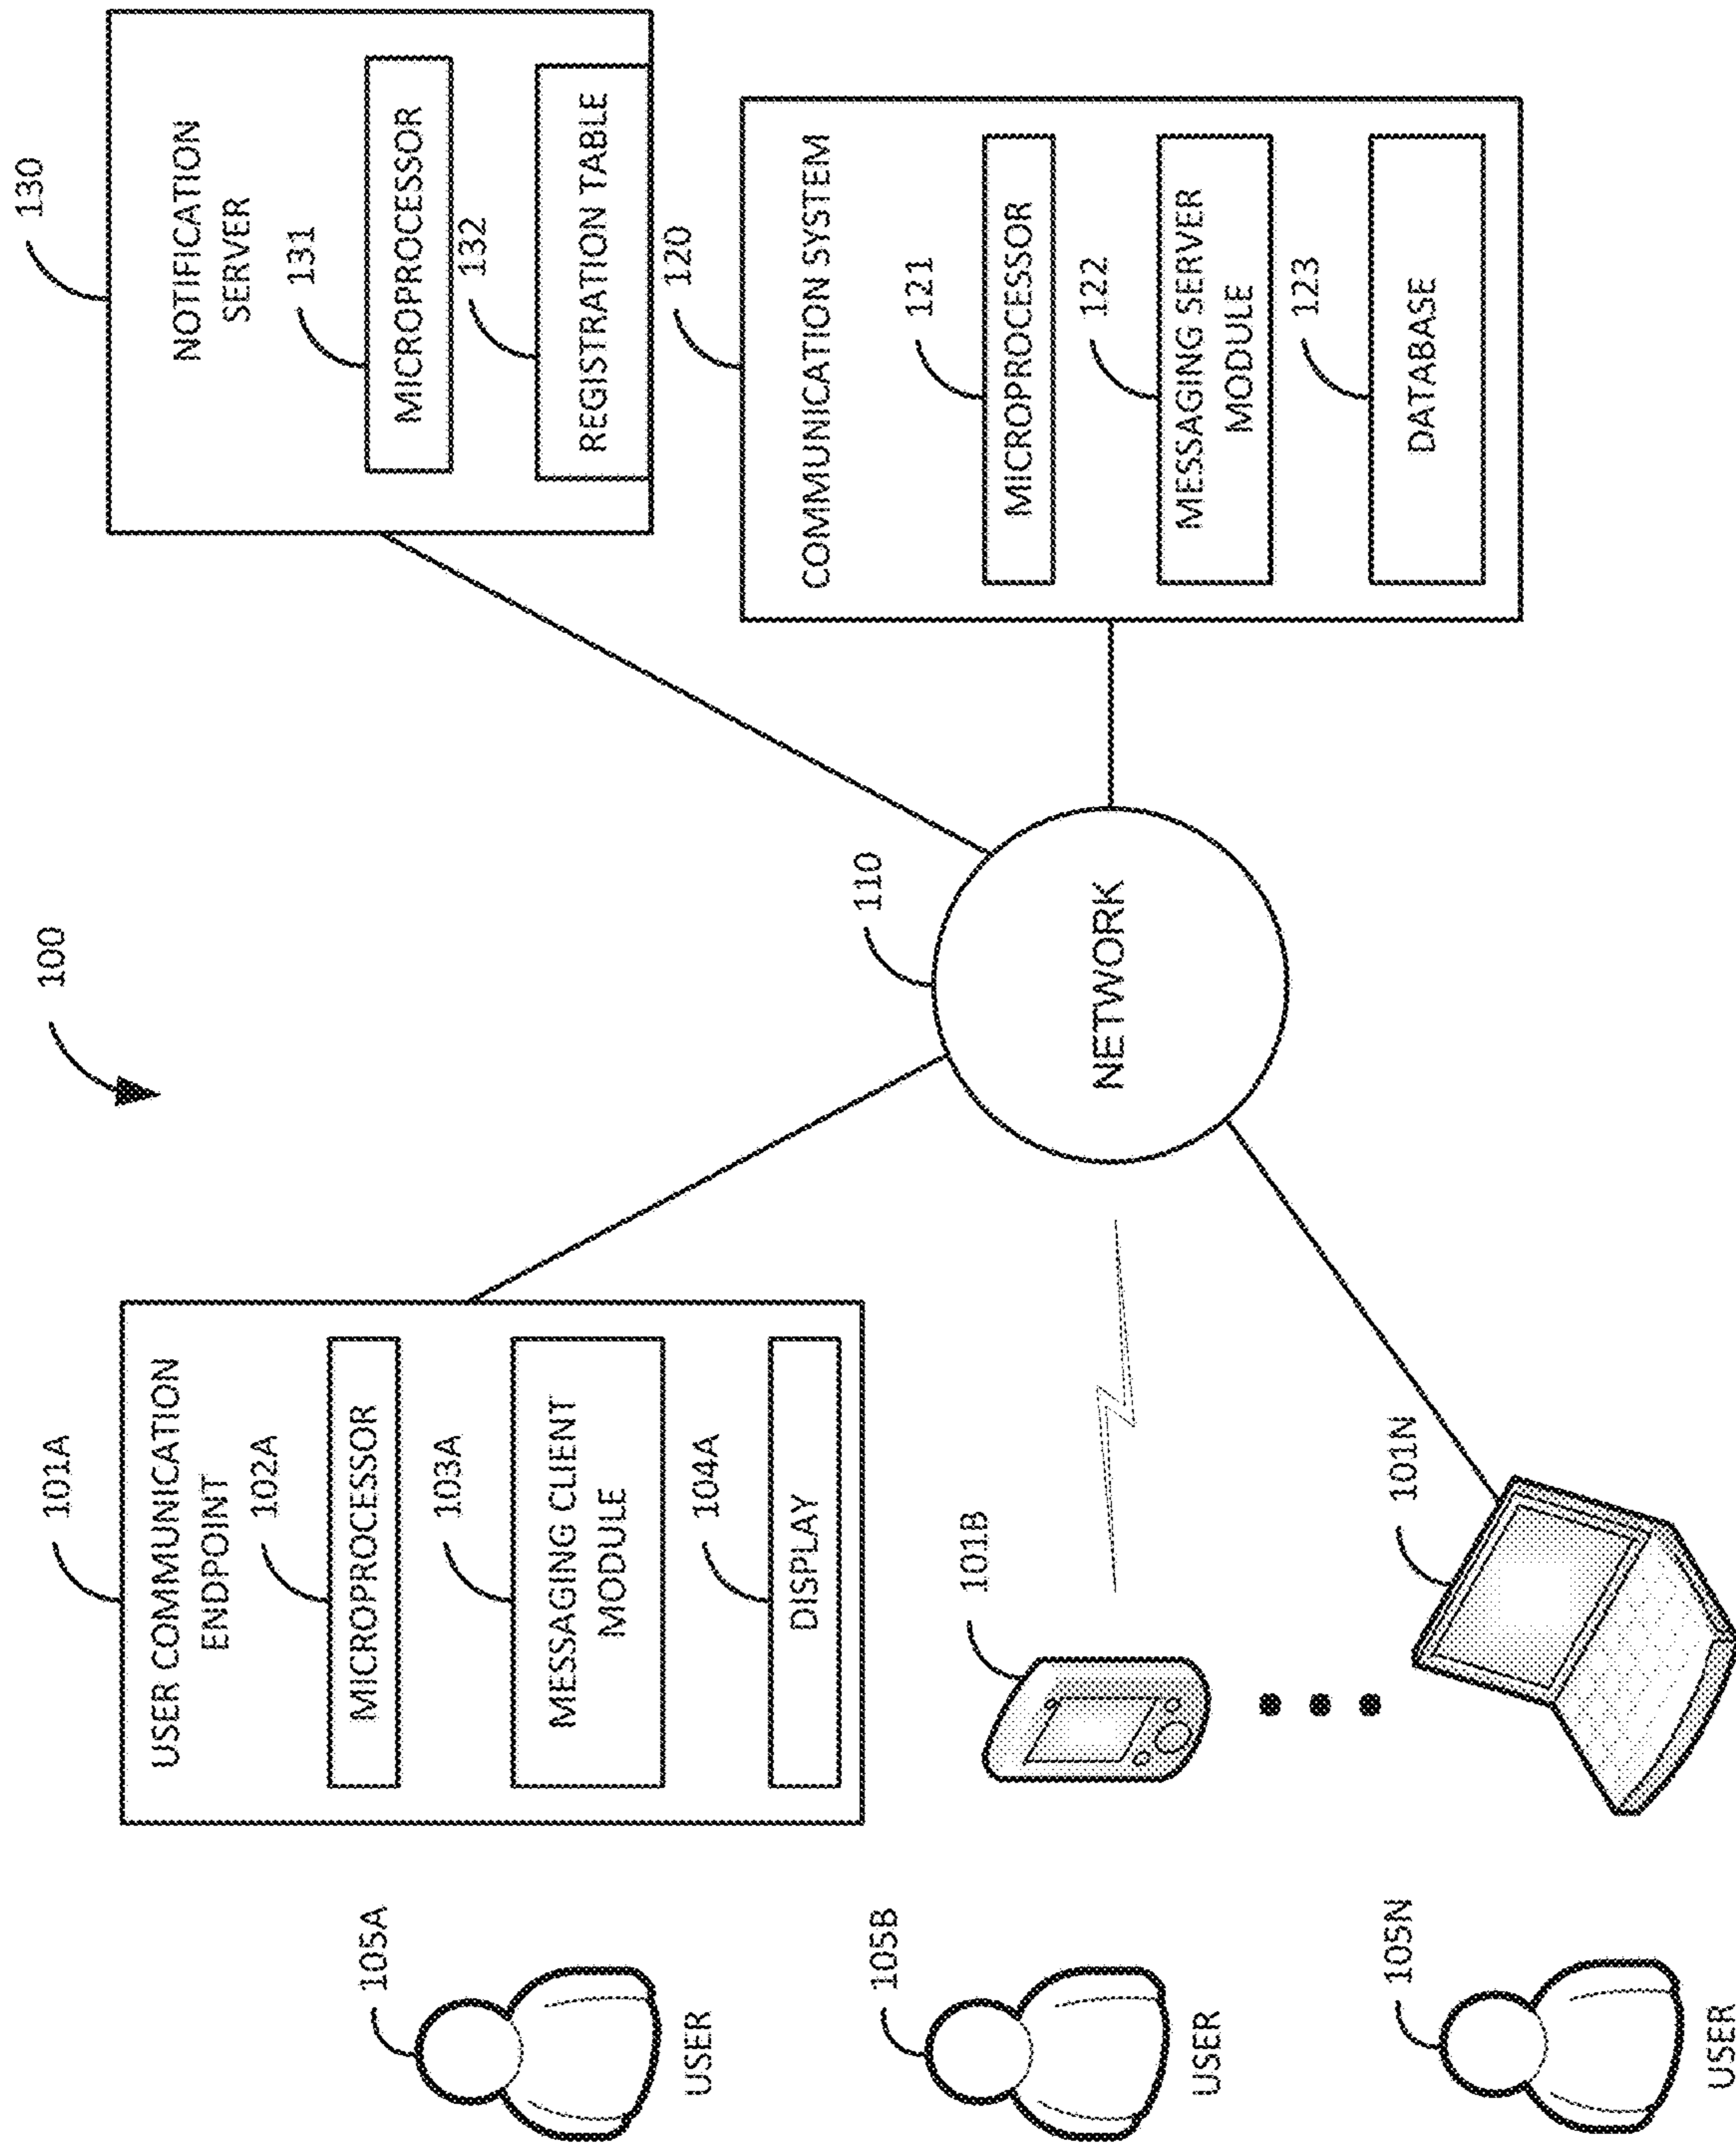 100
105A
USER
105B
USER
105N
USER
101A
USER COMMUNICATION
ENDPOINT
102A
MICROPROCESSOR
103A
MESSAGING CLIENT
MODULE
104A
DISPLAY
101B
101N
110
NETWORK
130
NOTIFICATION
SERVER
131
MICROPROCESSOR
132
REGISTRATION TABLE
120
COMMUNICATION SYSTEM
121
MICROPROCESSOR
122
MESSAGING SERVER
MODULE
123
DATABASE